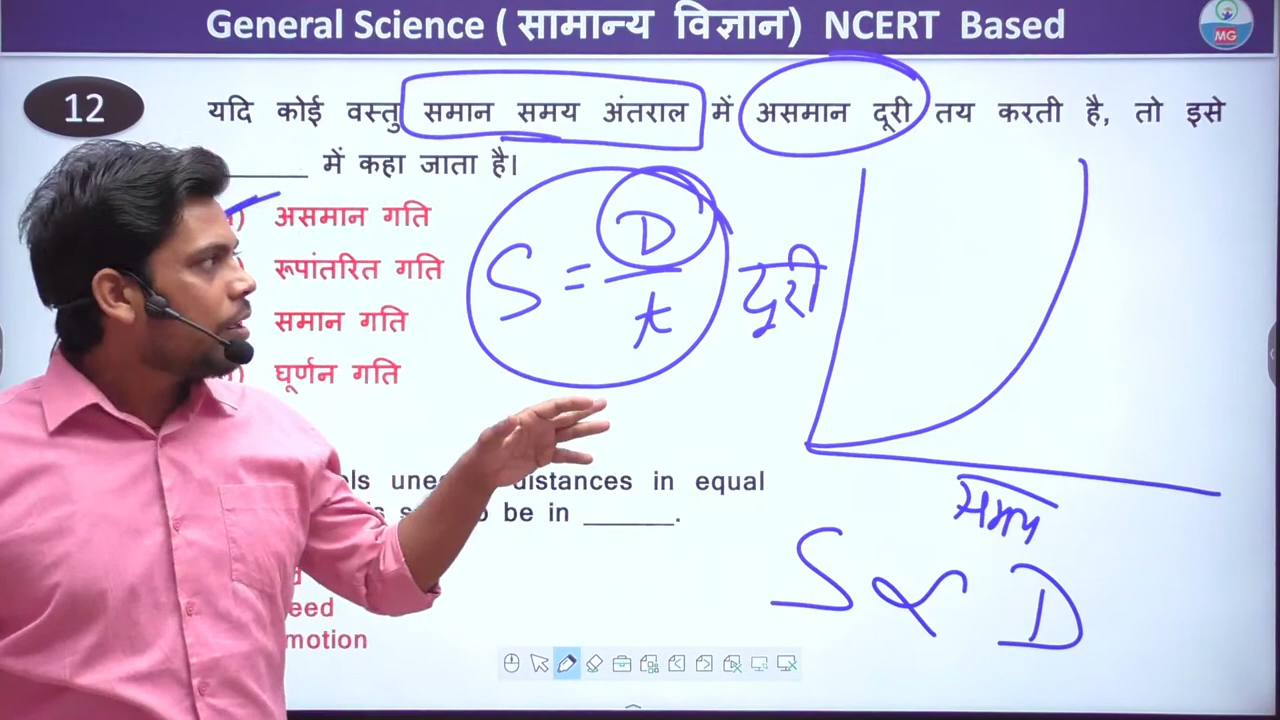 General Science ( सामान्य विज्ञान) NCERT Based
MG
12
यदि कोई वस्तु समान समय अंतराल में असमान दूरी तय करती है, तो इसे
______ में कहा जाता है।
असमान गति
रूपांतरित गति
समान गति
घूर्णन गति
S = D/t
दूरी
समय
S ∝ D
distances in equal
be in ______.
motion